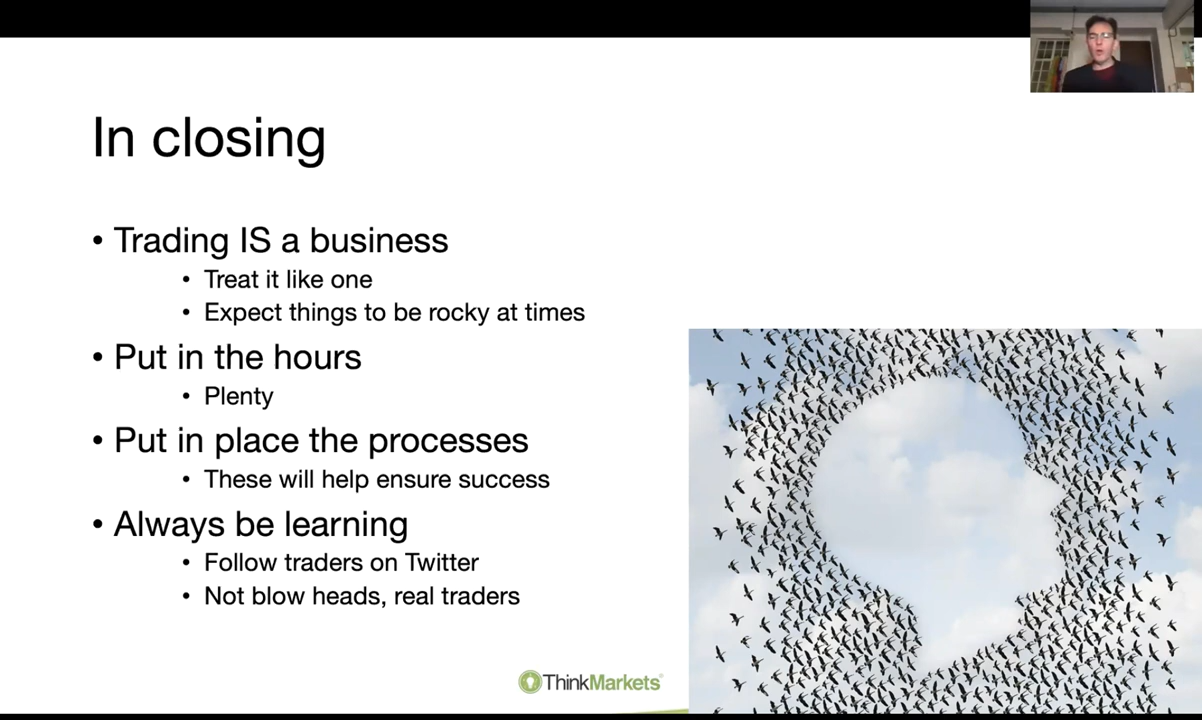 In closing
• Trading IS a business
• Treat it like one
• Expect things to be rocky at times
• Put in the hours
• Plenty
• Put in place the processes
• These will help ensure success
• Always be learning
• Follow traders on Twitter
• Not blow heads, real traders
ThinkMarkets